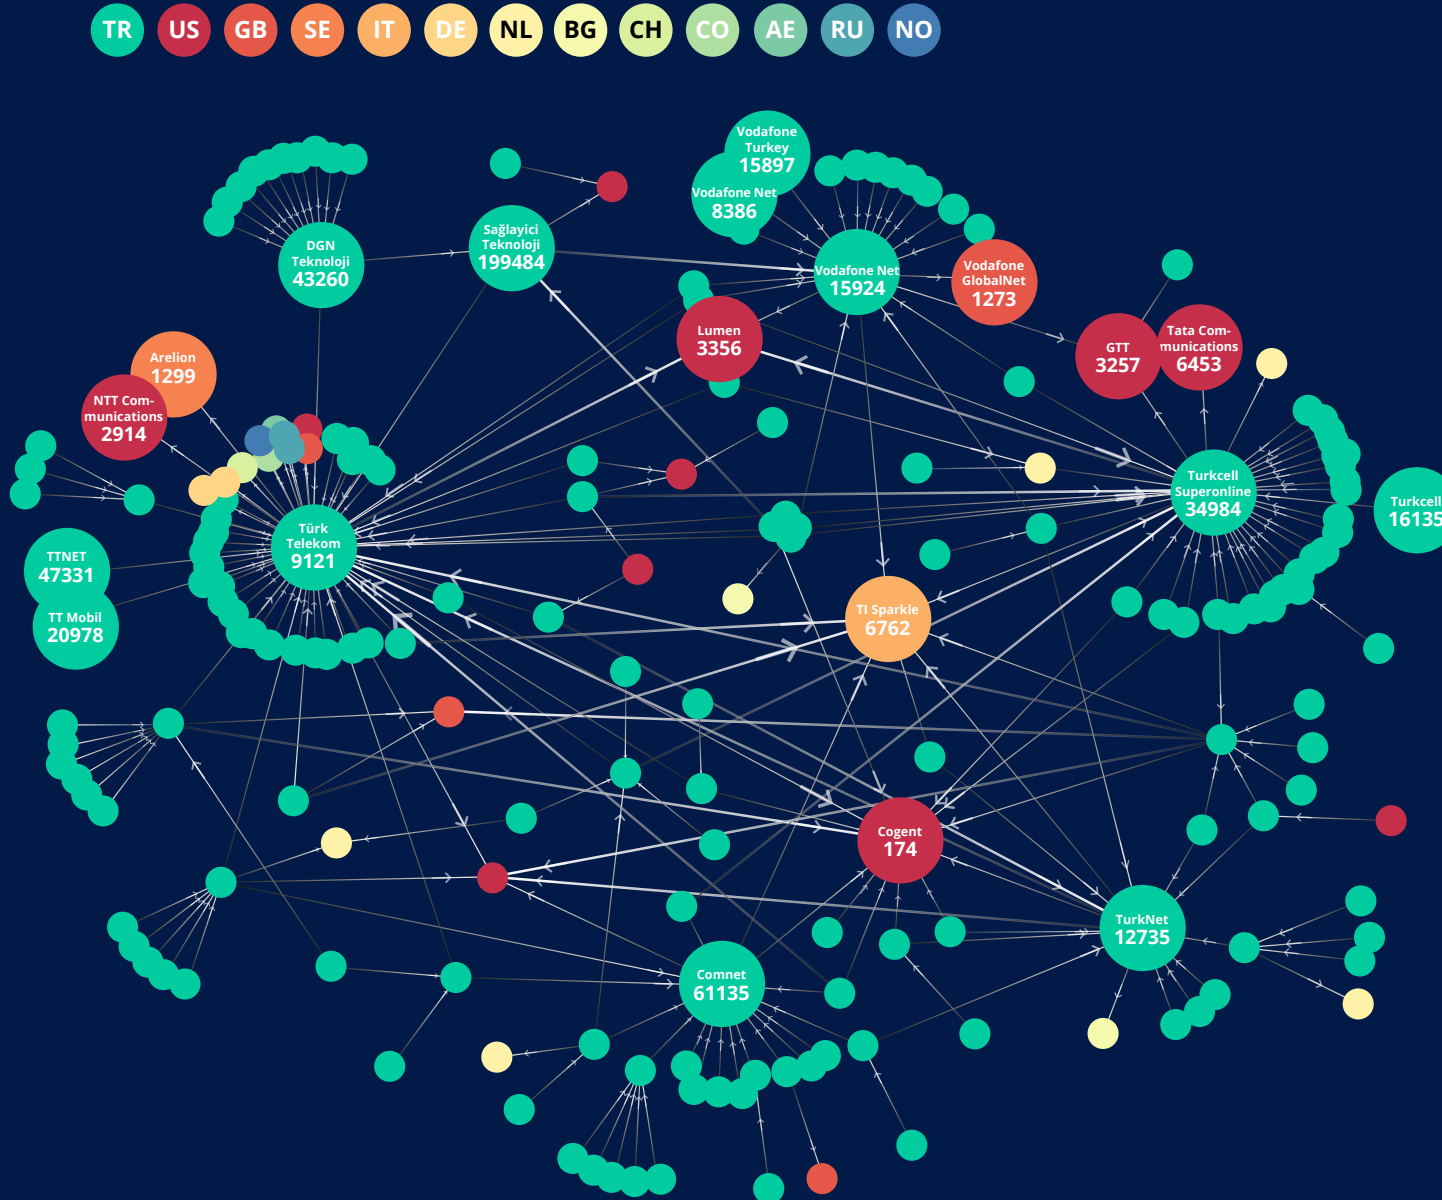 TR US GB SE IT DE NL BG CH CO AE RU NO
Vodafone
Turkey
15897
Vodafone Net
8386
Sağlayici
Teknoloji
199484
DGN
Teknoloji
43260
Vodafone Net
15924
Vodafone
GlobalNet
1273
Lumen
3356
GTT
3257
Tata Com-
munications
6453
Arelion
1299
NTT Com-
munications
2914
Turkcell
Superonline
34984
Turkcell
16135
Türk
Telekom
9121
TTNET
47331
TT Mobil
20978
TI Sparkle
6762
Cogent
174
TurkNet
12735
Comnet
61135